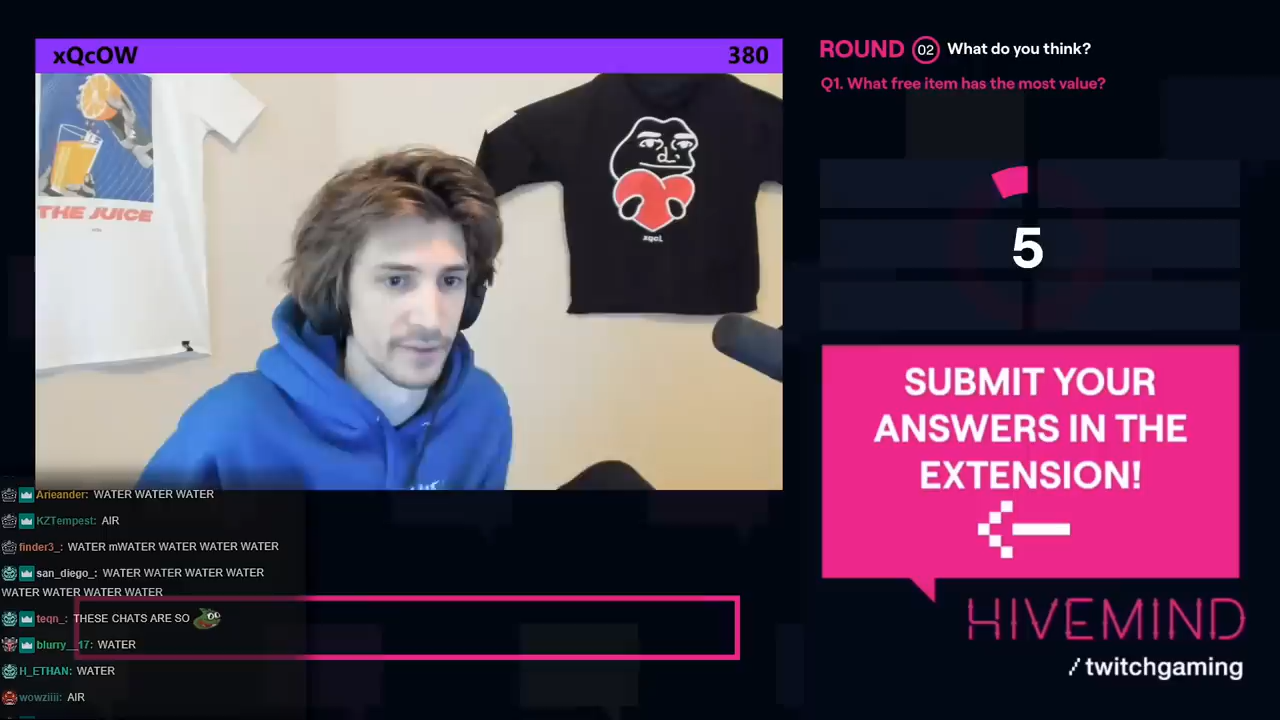 xQcOW 380
THE JUICE
xqcL
ROUND 02 What do you think?
Q1. What free item has the most value?
5
SUBMIT YOUR
ANSWERS IN THE
EXTENSION!
HIVEMIND
/twitchgaming
Arieander: WATER WATER WATER
KZTempest: AIR
finder3_: WATER mWATER WATER WATER WATER
san_diego_: WATER WATER WATER WATER
WATER WATER WATER WATER
teqn_: THESE CHATS ARE SO
blurry__17: WATER
H_ETHAN: WATER
wowziiii: AIR